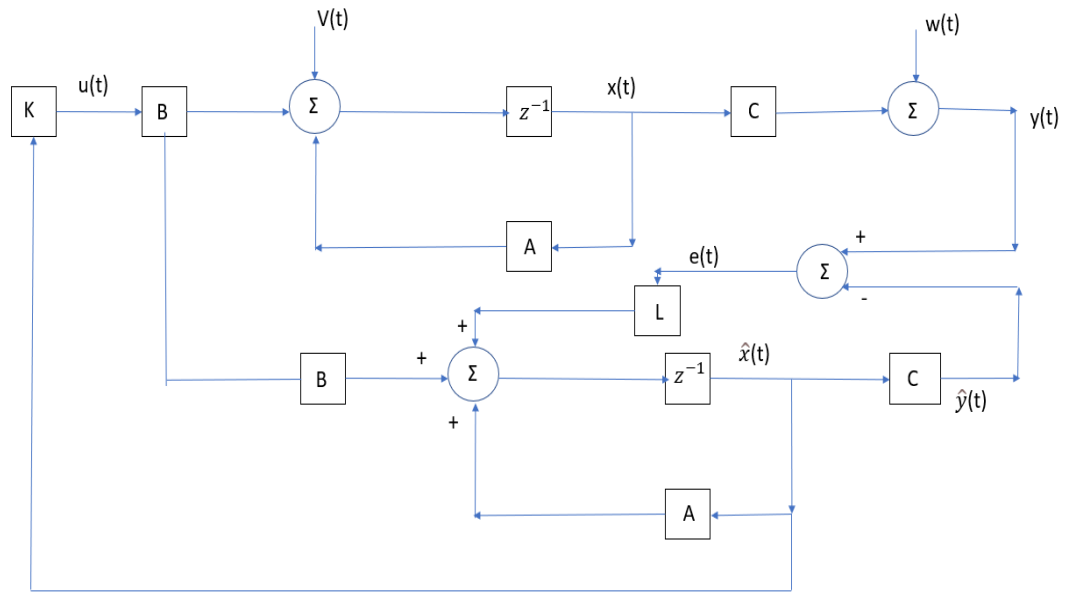 V(t)
w(t)
u(t)
x(t)
K
B
Σ
z⁻¹
C
Σ
y(t)
A
+
e(t)
Σ
-
L
+
+
B
Σ
z⁻¹
x̂(t)
C
ŷ(t)
+
A